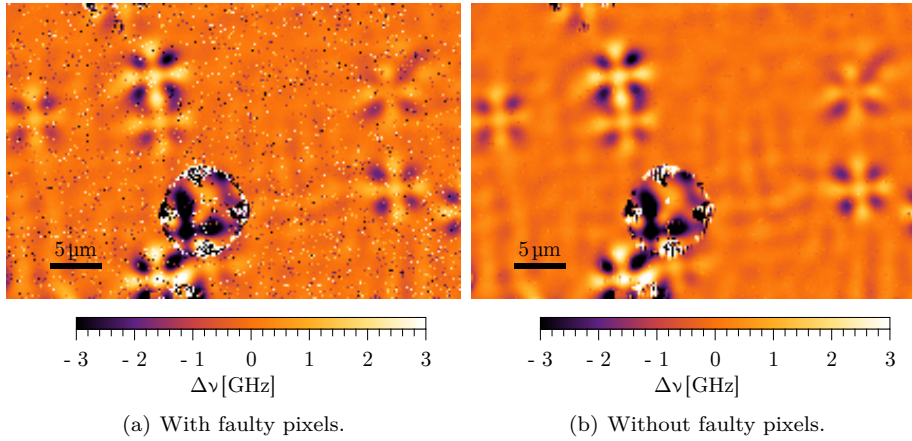 5 µm
5 µm
- 3 - 2 - 1 0 1 2 3
Δν [GHz]
- 3 - 2 - 1 0 1 2 3
Δν [GHz]
(a) With faulty pixels.
(b) Without faulty pixels.